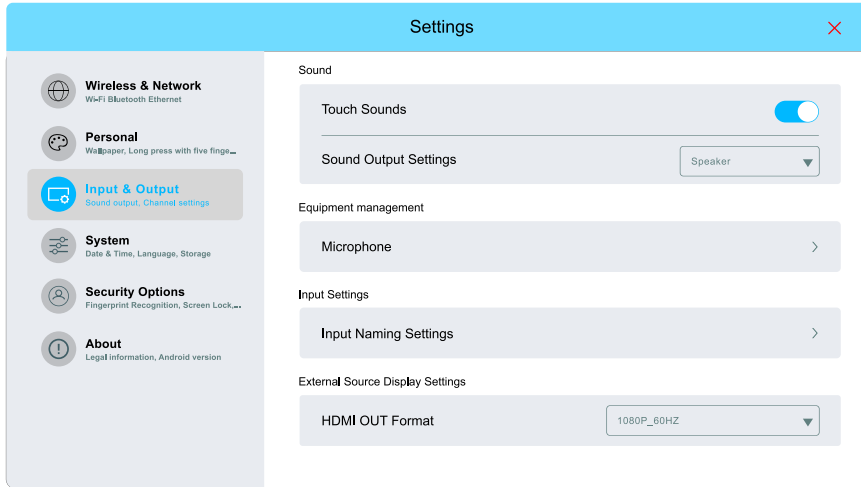 Settings
Wireless & Network
Wi-Fi Bluetooth Ethernet
Personal
Wallpaper, Long press with five finge...
Input & Output
Sound output, Channel settings
System
Date & Time, Language, Storage
Security Options
Fingerprint Recognition, Screen Lock,...
About
Legal information, Android version
Sound
Touch Sounds
Sound Output Settings
Speaker
Equipment management
Microphone
Input Settings
Input Naming Settings
External Source Display Settings
HDMI OUT Format
1080P_60HZ